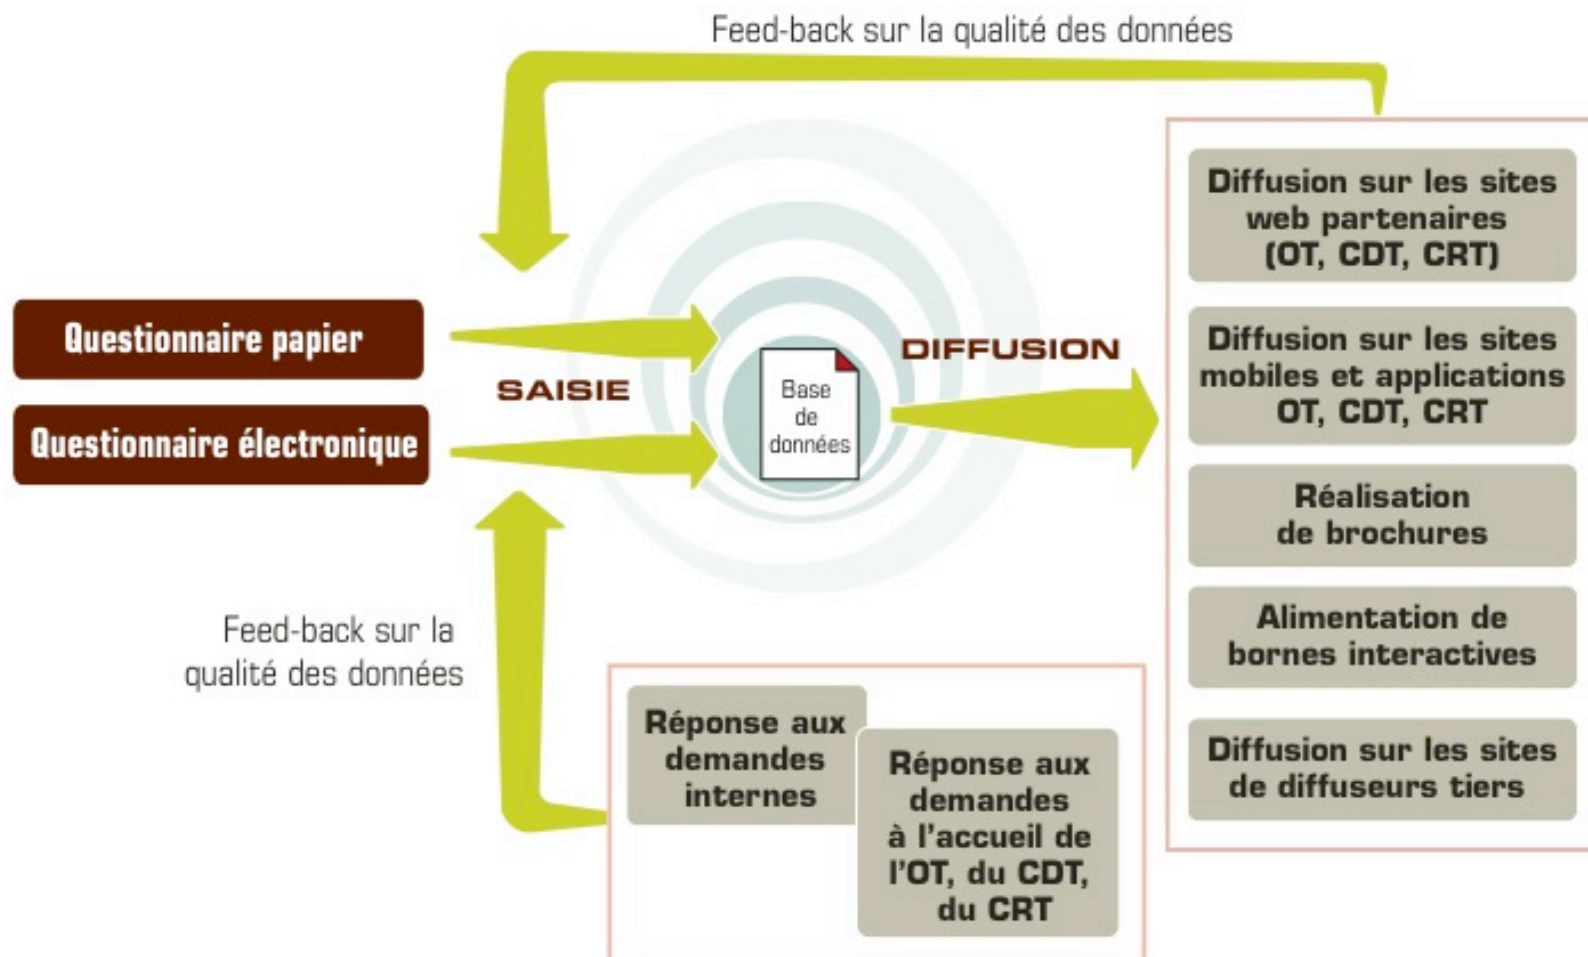 Feed-back sur la qualité des données
Questionnaire papier
Questionnaire électronique
SAISIE
Base
de
données
DIFFUSION
Diffusion sur les sites
web partenaires
(OT, CDT, CRT)
Diffusion sur les sites
mobiles et applications
OT, CDT, CRT
Réalisation
de brochures
Alimentation de
bornes interactives
Diffusion sur les sites
de diffuseurs tiers
Feed-back sur la
qualité des données
Réponse aux
demandes
internes
Réponse aux
demandes
à l'accueil de
l'OT, du CDT,
du CRT